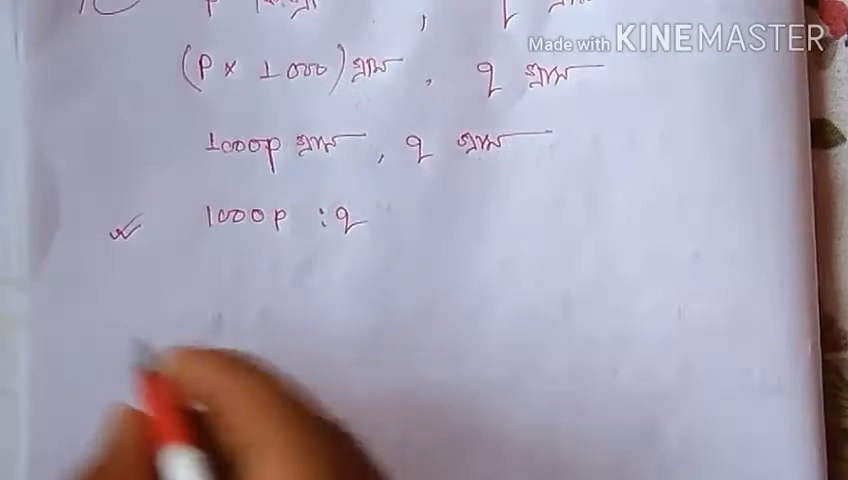 Made with KINEMASTER
p , q
(p × 1000) গ্রাম , q গ্রাম
1000p গ্রাম , q গ্রাম
1000p : q